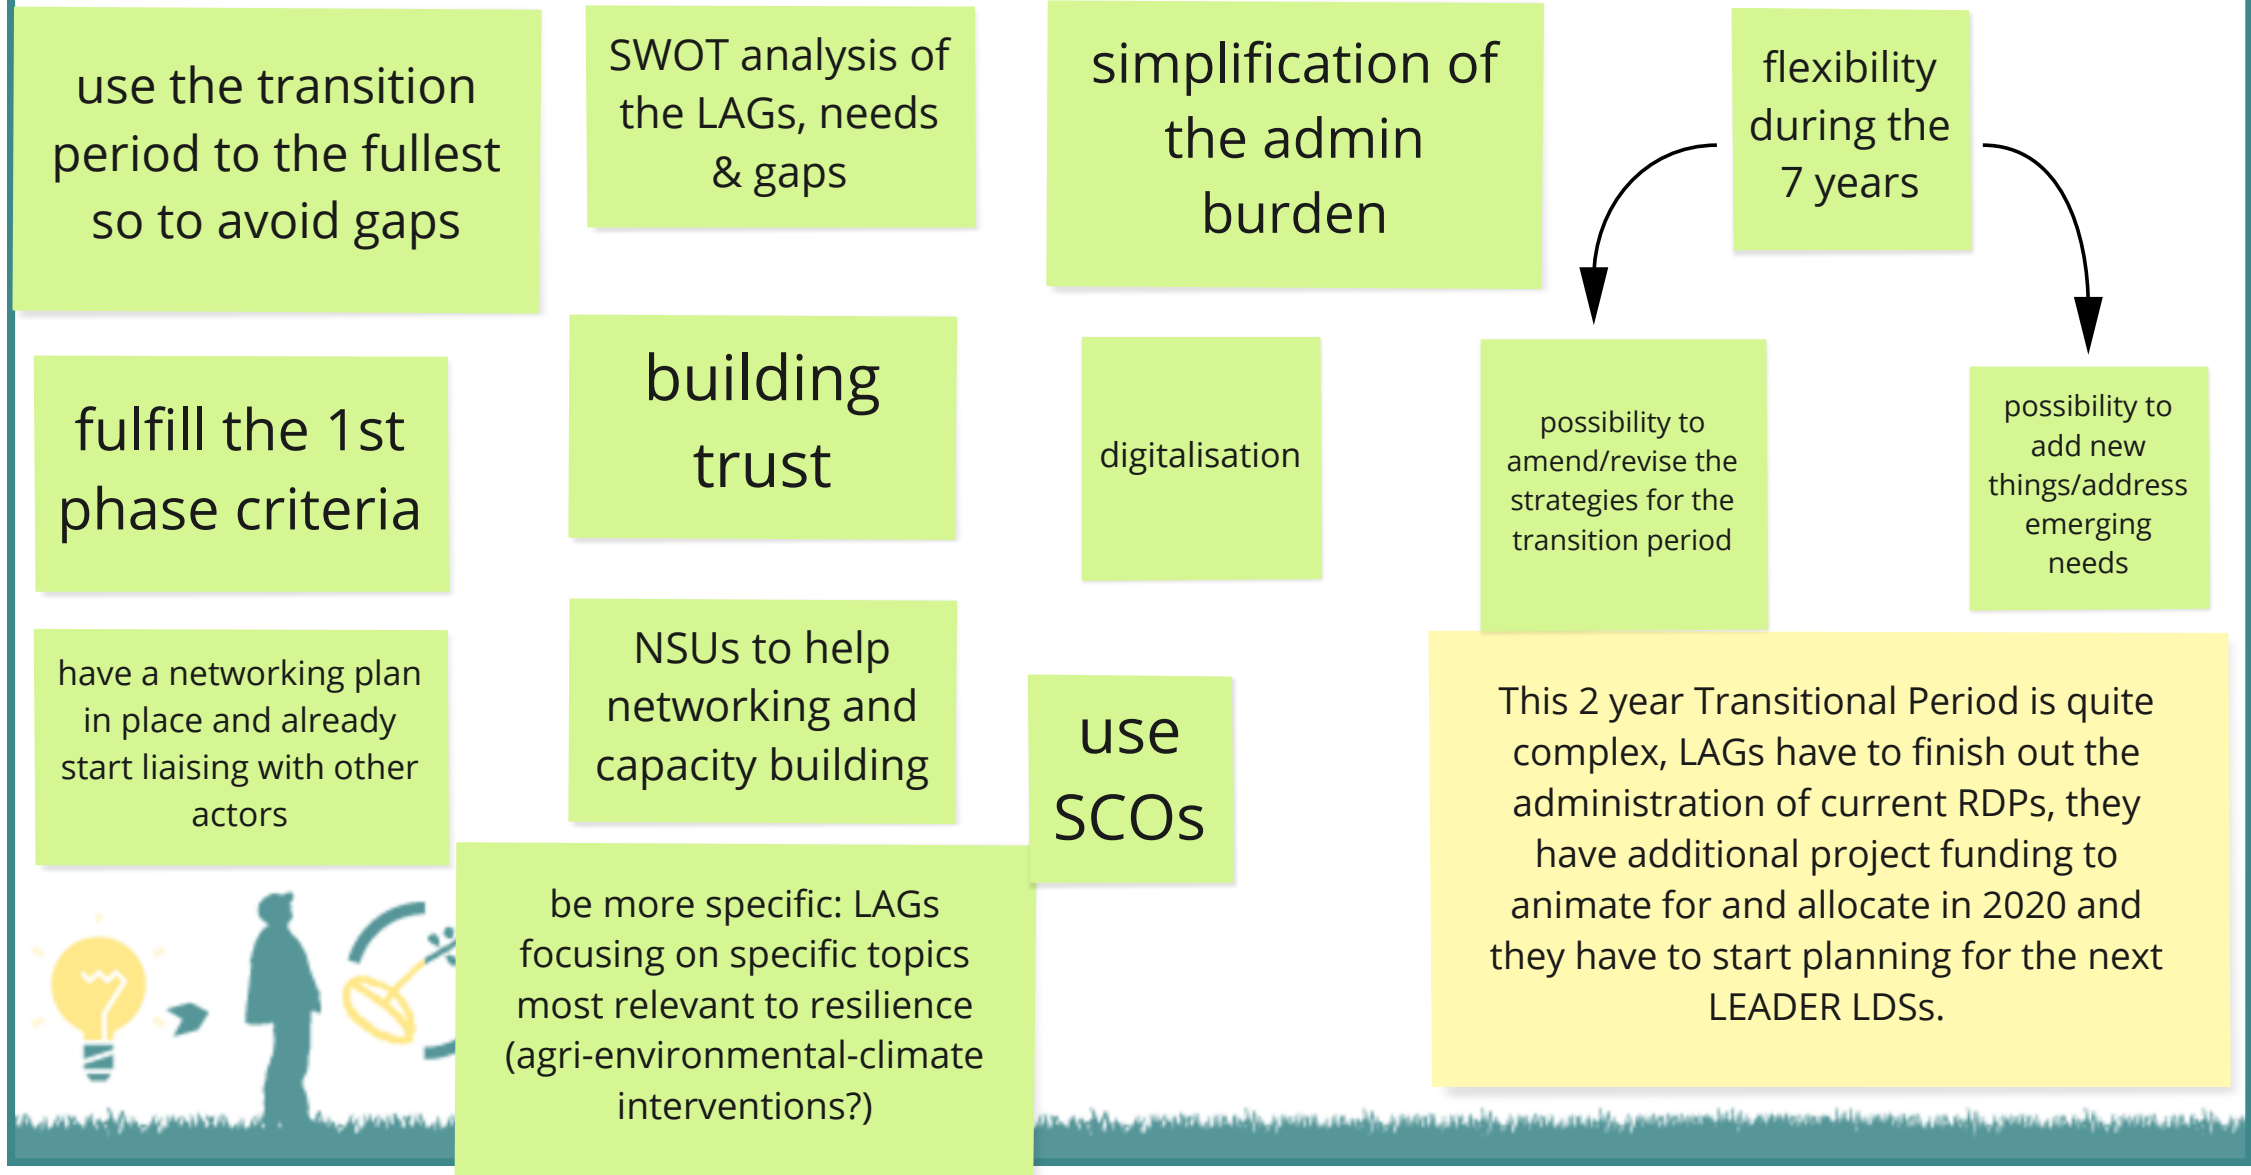 use the transition
period to the fullest
so to avoid gaps
SWOT analysis of
the LAGs, needs
& gaps
simplification of
the admin
burden
flexibility
during the
7 years
fulfill the 1st
phase criteria
building
trust
digitalisation
possibility to
amend/revise the
strategies for the
transition period
possibility to
add new
things/address
emerging
needs
have a networking plan
in place and already
start liaising with other
actors
NSUs to help
networking and
capacity building
use
SCOs
This 2 year Transitional Period is quite
complex, LAGs have to finish out the
administration of current RDPs, they
have additional project funding to
animate for and allocate in 2020 and
they have to start planning for the next
LEADER LDSs.
be more specific: LAGs
focusing on specific topics
most relevant to resilience
(agri-environmental-climate
interventions?)